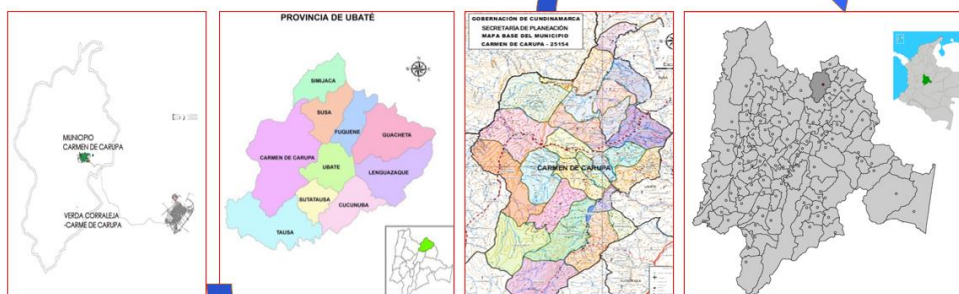 MUNICIPIO
CARMEN DE CARUPA
VERDA CORRALEJA
-CARME DE CARUPA
PROVINCIA DE UBATÉ
SIMIJACA
SUSA
FUQUENE
GUACHETA
CARMEN DE CARUPA
UBATE
LENGUAZAQUE
SUTATAUSA
CUCUNUBA
TAUSA
GOBERNACIÓN DE CUNDINAMARCA
SECRETARÍA DE PLANEACIÓN
MAPA BASE DEL MUNICIPIO
CARMEN DE CARUPA - 25154
CARMEN DE CARUPA